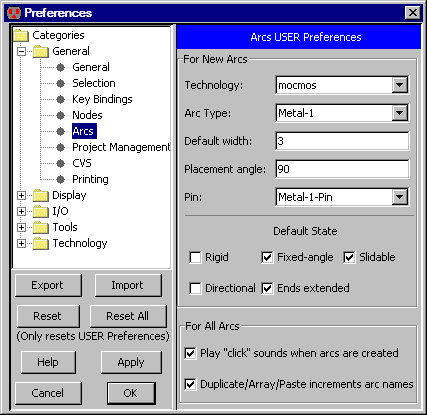 Preferences
Categories
General
General
Selection
Key Bindings
Nodes
Arcs
Project Management
CVS
Printing
Display
I/O
Tools
Technology
Export Import
Reset Reset All
(Only resets USER Preferences)
Help Apply
Cancel OK
Arcs USER Preferences
For New Arcs
Technology: mocmos
Arc Type: Metal-1
Default width: 3
Placement angle: 90
Pin: Metal-1-Pin
Default State
Rigid Fixed-angle Slidable
Directional Ends extended
For All Arcs
Play "click" sounds when arcs are created
Duplicate/Array/Paste increments arc names